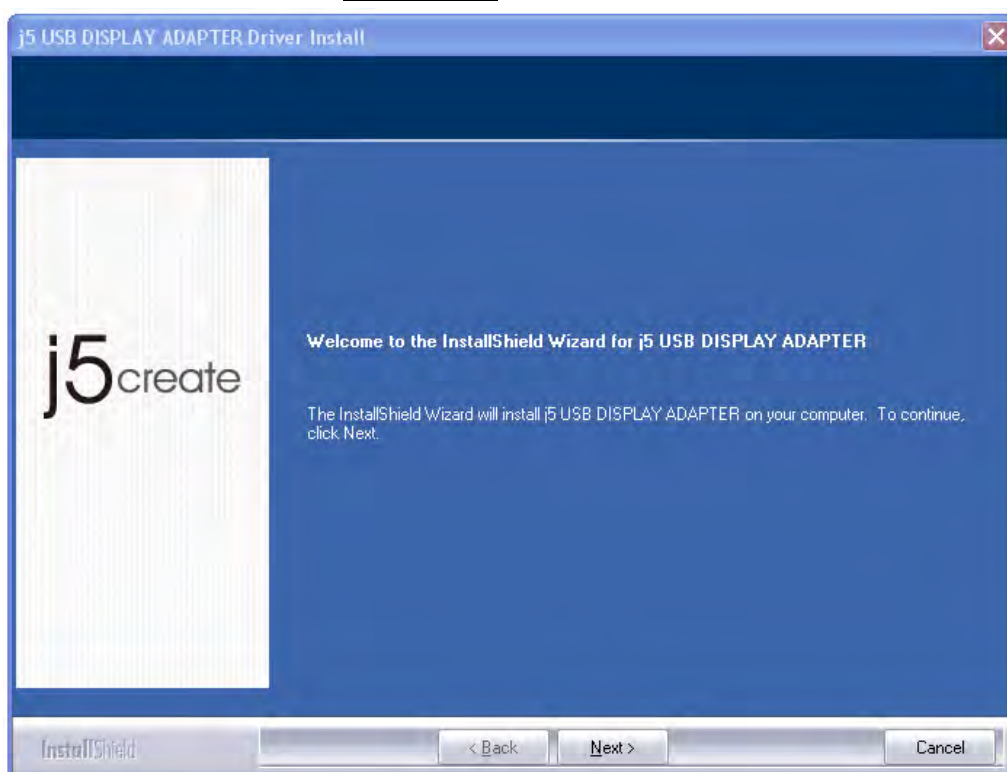 j5 USB DISPLAY ADAPTER Driver Install
j5create
Welcome to the InstallShield Wizard for j5 USB DISPLAY ADAPTER
The InstallShield Wizard will install j5 USB DISPLAY ADAPTER on your computer. To continue,
click Next.
InstallShield
< Back
Next >
Cancel